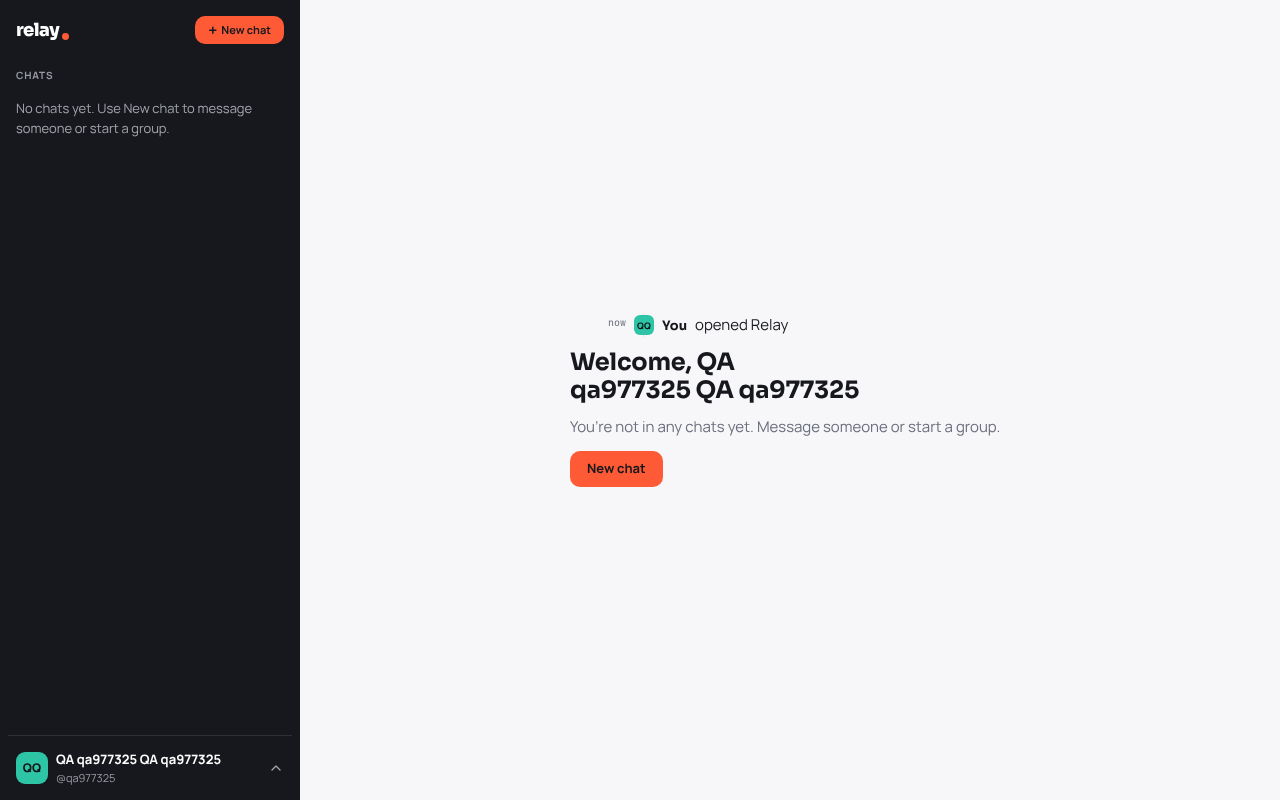 relay
+ New chat
CHATS
No chats yet. Use New chat to message
someone or start a group.
now QQ You opened Relay
Welcome, QA
qa977325 QA qa977325
You're not in any chats yet. Message someone or start a group.
New chat
QQ QA qa977325 QA qa977325
@qa977325